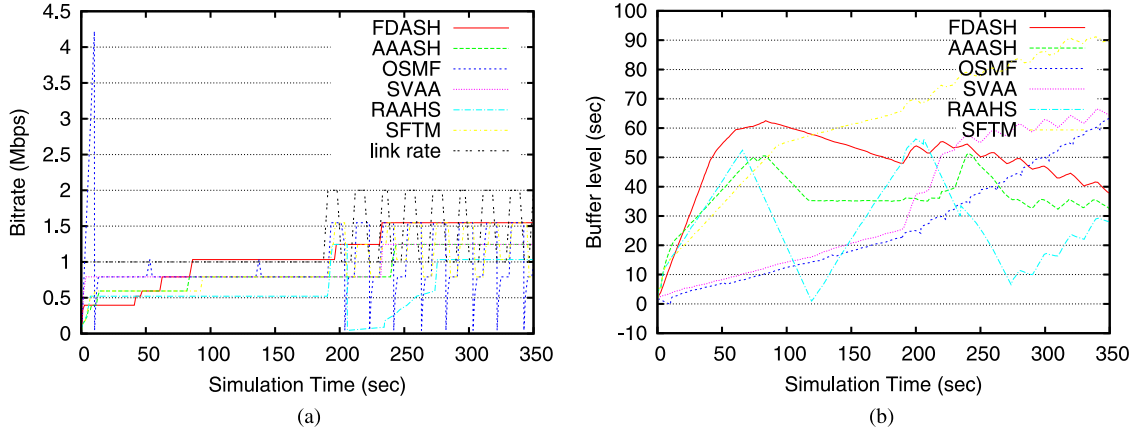 4.5
4
3.5
3
2.5
2
1.5
1
0.5
0
Bitrate (Mbps)
FDASH
AAASH
OSMF
SVAA
RAAHS
SFTM
link rate
0 50 100 150 200 250 300 350
Simulation Time (sec)
(a)
100
90
80
70
60
50
40
30
20
10
0
-10
Buffer level (sec)
FDASH
AAASH
OSMF
SVAA
RAAHS
SFTM
0 50 100 150 200 250 300 350
Simulation Time (sec)
(b)